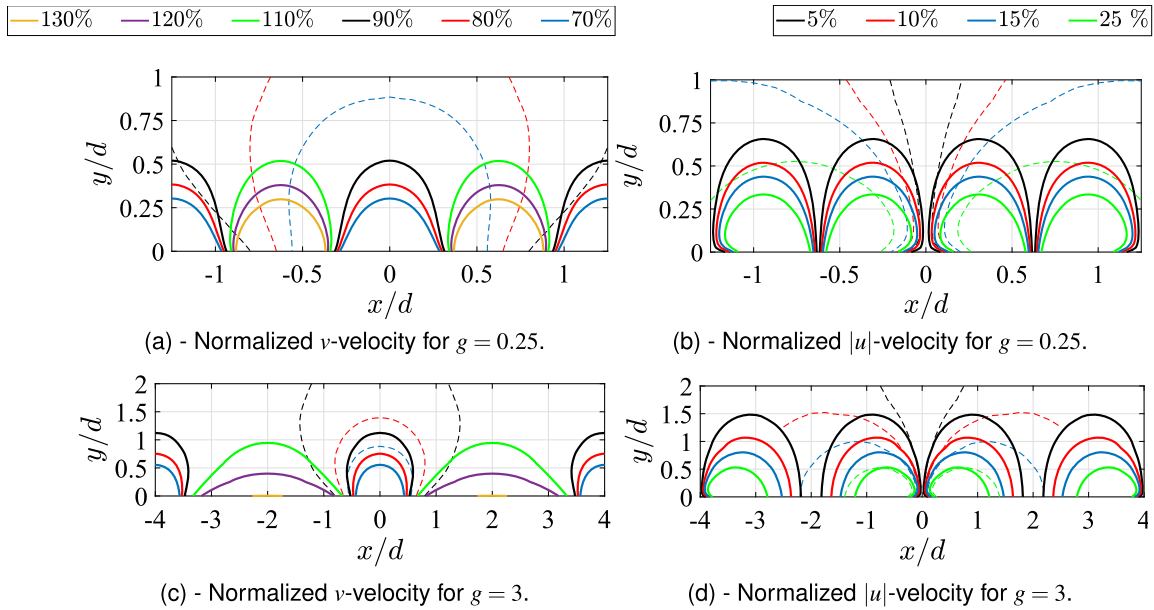 130% 120% 110% 90% 80% 70%
5% 10% 15% 25 %
1
0.75
0.5
0.25
0
y/d
-1 -0.5 0 0.5 1
x/d
(a) - Normalized v-velocity for g = 0.25.
1
0.75
0.5
0.25
0
y/d
-1 -0.5 0 0.5 1
x/d
(b) - Normalized |u|-velocity for g = 0.25.
2
1.5
1
0.5
0
y/d
-4 -3 -2 -1 0 1 2 3 4
x/d
(c) - Normalized v-velocity for g = 3.
2
1.5
1
0.5
0
y/d
-4 -3 -2 -1 0 1 2 3 4
x/d
(d) - Normalized |u|-velocity for g = 3.